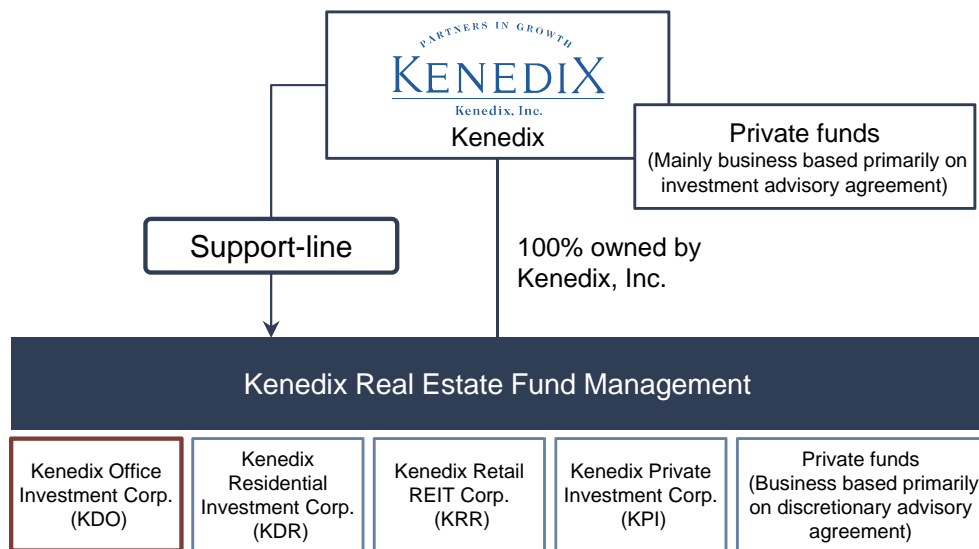 PARTNERS IN GROWTH
KENEDIX
Kenedix, Inc.
Kenedix
Private funds
(Mainly business based primarily on
investment advisory agreement)
Support-line
100% owned by
Kenedix, Inc.
Kenedix Real Estate Fund Management
Kenedix Office
Investment Corp.
(KDO)
Kenedix
Residential
Investment Corp.
(KDR)
Kenedix Retail
REIT Corp.
(KRR)
Kenedix Private
Investment Corp.
(KPI)
Private funds
(Business based primarily
on discretionary advisory
agreement)